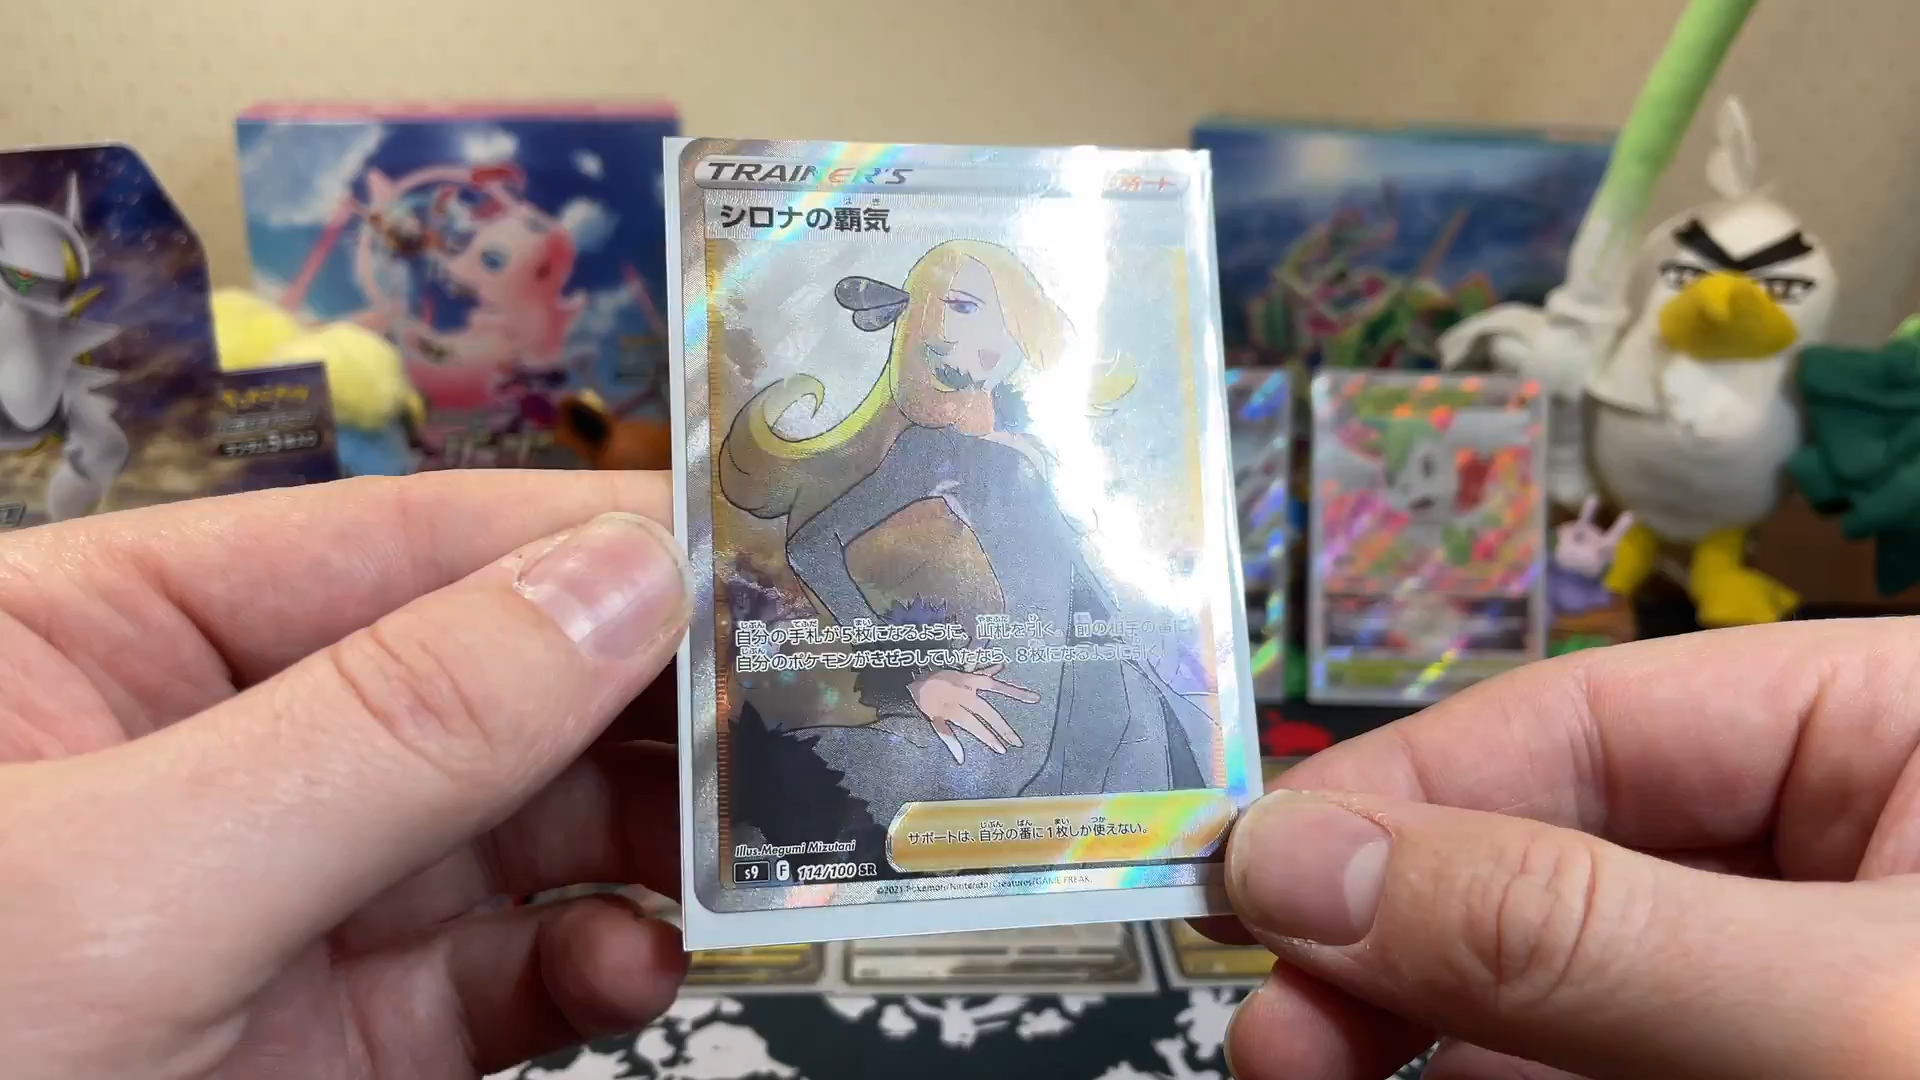 TRAINER'S
サポート
シロナの覇気
自分の手札が5枚になるように、山札を引く。前の相手の番に、
自分のポケモンがきぜつしていたなら、8枚になるように引く。
サポートは、自分の番に1枚しか使えない。
Illus. Megumi Mizutani
s9 F 114/100 SR
©2021 Pokémon/Nintendo/Creatures/GAME FREAK.